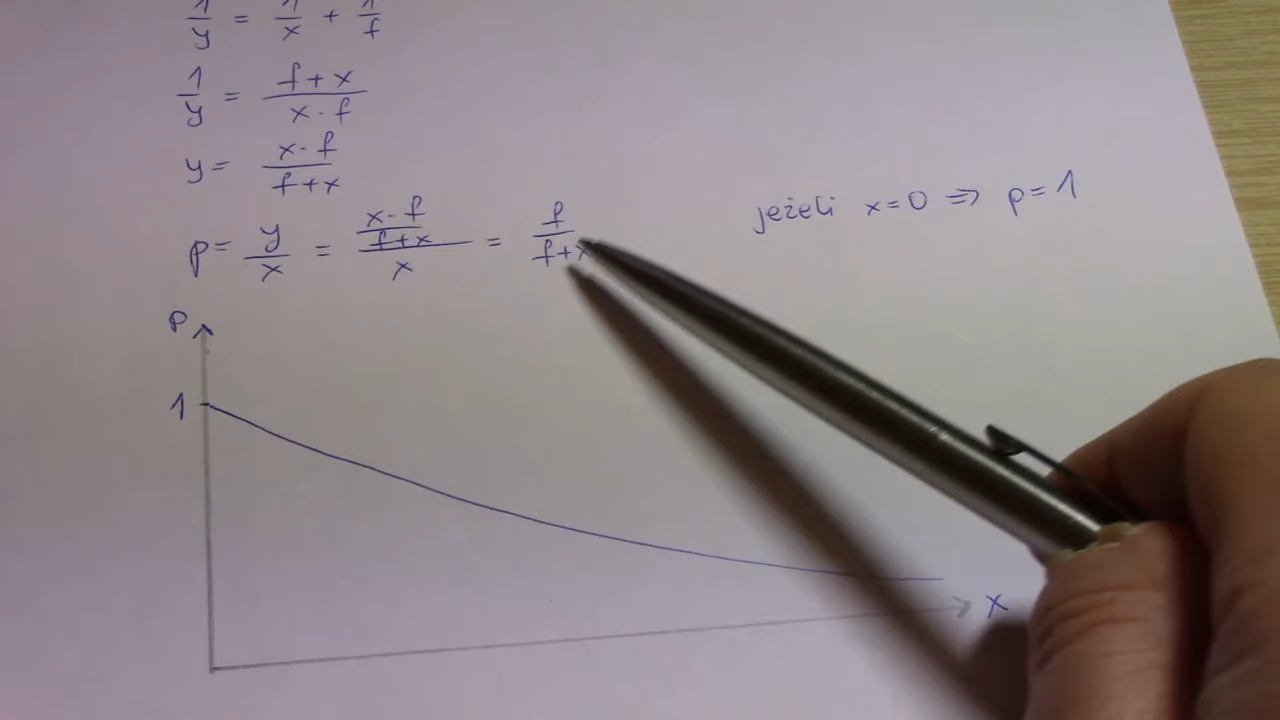 1/y = 1/x + 1/f
1/y = (f+x)/(x·f)
y = (x·f)/(f+x)
p = y/x = ((x·f)/(f+x))/x = f/(f+x) jeżeli x=0 ⇒ p=1
p
1
x